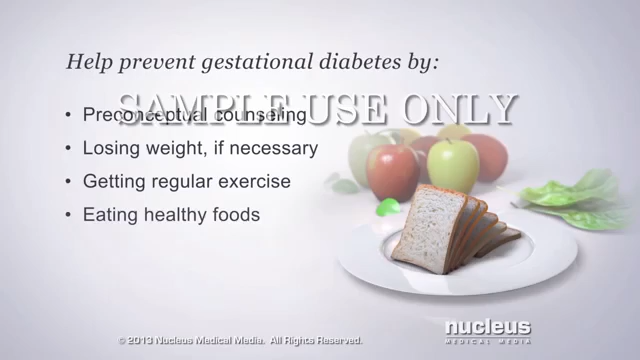 Help prevent gestational diabetes by:
SAMPLE USE ONLY
• Preconceptual counseling
• Losing weight, if necessary
• Getting regular exercise
• Eating healthy foods
nucleus
MEDICAL MEDIA
© 2013 Nucleus Medical Media. All Rights Reserved.